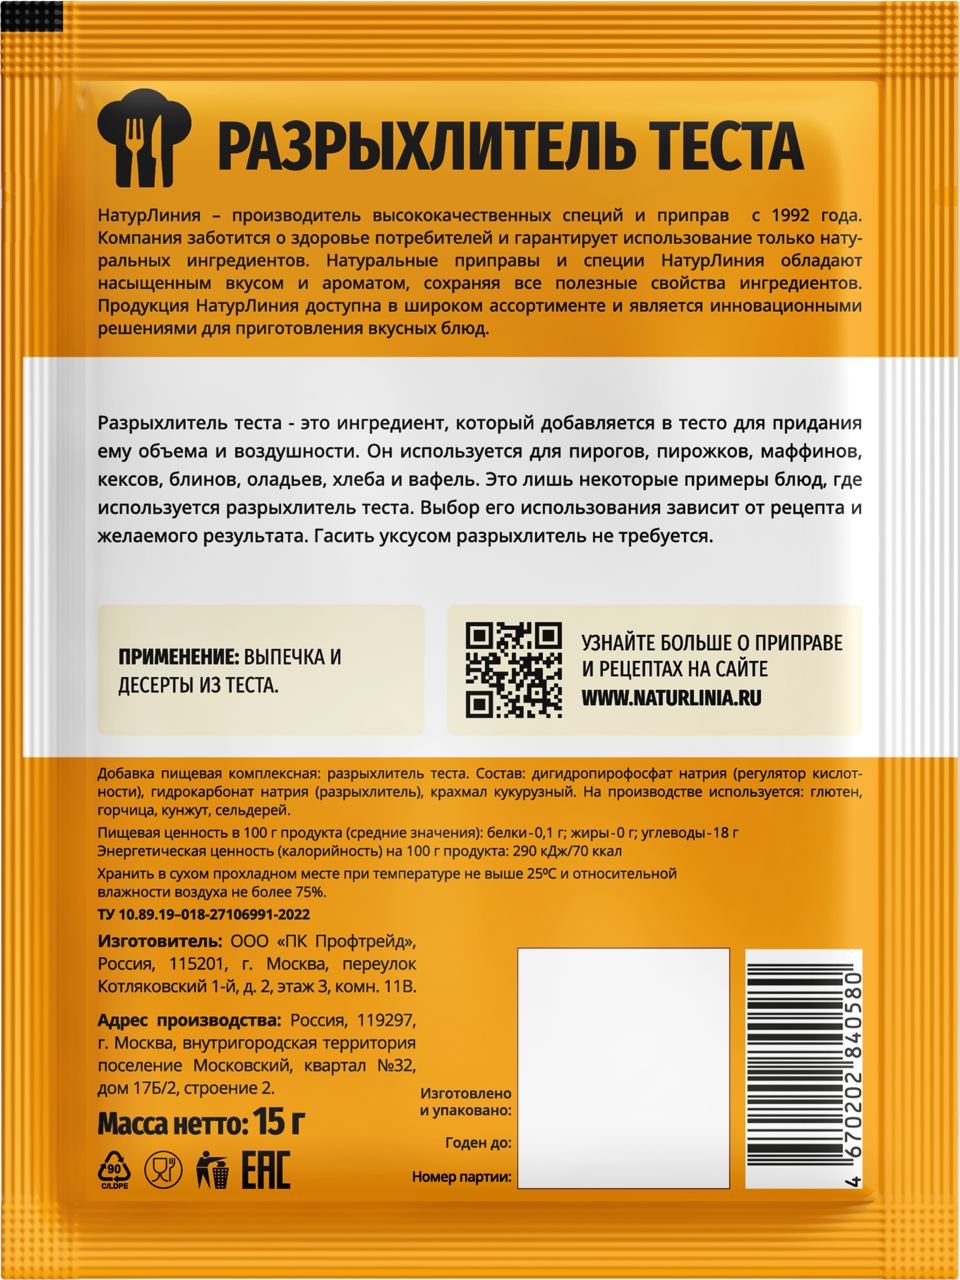 РАЗРЫХЛИТЕЛЬ ТЕСТА
НатурЛиния – производитель высококачественных специй и приправ с 1992 года.
Компания заботится о здоровье потребителей и гарантирует использование только нату-
ральных ингредиентов. Натуральные приправы и специи НатурЛиния обладают
насыщенным вкусом и ароматом, сохраняя все полезные свойства ингредиентов.
Продукция НатурЛиния доступна в широком ассортименте и является инновационными
решениями для приготовления вкусных блюд.
Разрыхлитель теста - это ингредиент, который добавляется в тесто для придания
ему объема и воздушности. Он используется для пирогов, пирожков, маффинов,
кексов, блинов, оладьев, хлеба и вафель. Это лишь некоторые примеры блюд, где
используется разрыхлитель теста. Выбор его использования зависит от рецепта и
желаемого результата. Гасить уксусом разрыхлитель не требуется.
ПРИМЕНЕНИЕ: ВЫПЕЧКА И
ДЕСЕРТЫ ИЗ ТЕСТА.
УЗНАЙТЕ БОЛЬШЕ О ПРИПРАВЕ
И РЕЦЕПТАХ НА САЙТЕ
WWW.NATURLINIA.RU
Добавка пищевая комплексная: разрыхлитель теста. Состав: дигидропирофосфат натрия (регулятор кислот-
ности), гидрокарбонат натрия (разрыхлитель), крахмал кукурузный. На производстве используется: глютен,
горчица, кунжут, сельдерей.
Пищевая ценность в 100 г продукта (средние значения): белки-0,1 г; жиры-0 г; углеводы-18 г
Энергетическая ценность (калорийность) на 100 г продукта: 290 кДж/70 ккал
Хранить в сухом прохладном месте при температуре не выше 25ºС и относительной
влажности воздуха не более 75%.
ТУ 10.89.19–018-27106991-2022
Изготовитель: ООО «ПК Профтрейд»,
Россия, 115201, г. Москва, переулок
Котляковский 1-й, д. 2, этаж 3, комн. 11В.
Адрес производства: Россия, 119297,
г. Москва, внутригородская территория
поселение Московский, квартал №32,
дом 17Б/2, строение 2.
Масса нетто: 15 г
Изготовлено
и упаковано:
Годен до:
Номер партии:
90
C/LDPE
EAC
4 670202 840580